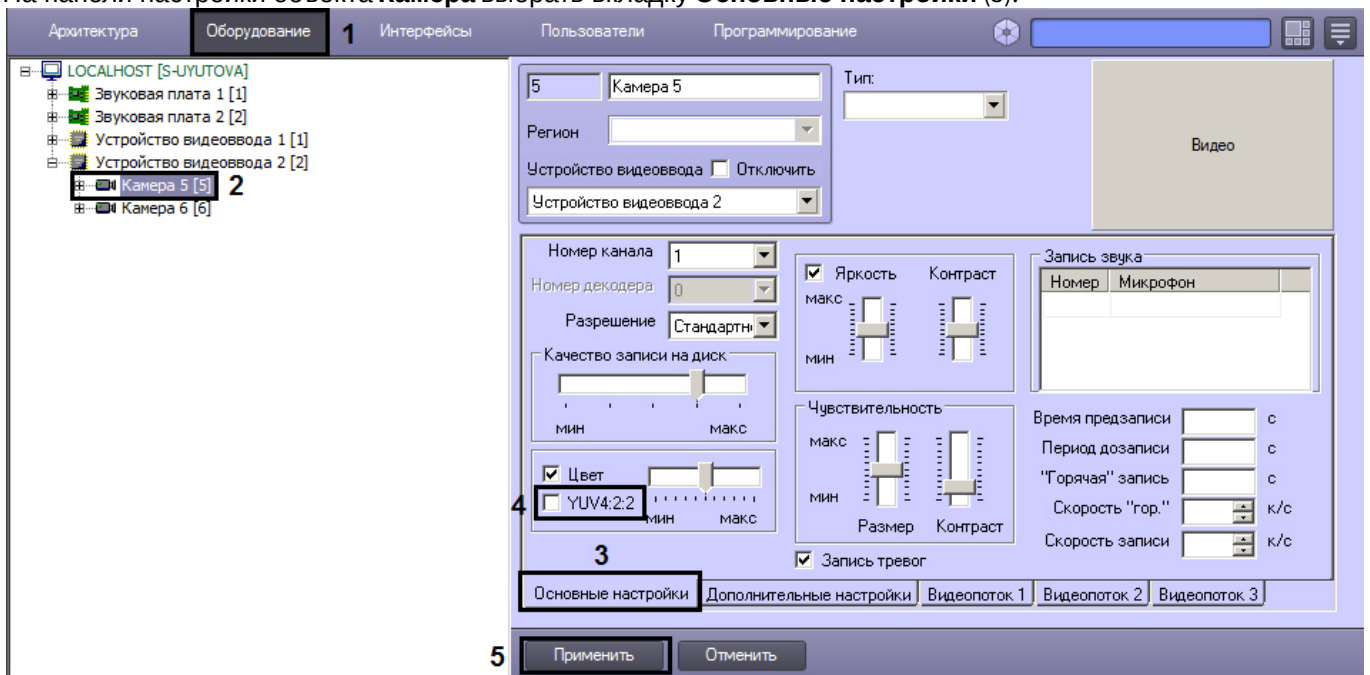 На панели настройки объекта Камера выбрать вкладку Основные настройки (3).
Архитектура Оборудование 1 Интерфейсы Пользователи Программирование
LOCALHOST [S-UYUTOVA]
Звуковая плата 1 [1]
Звуковая плата 2 [2]
Устройство видеоввода 1 [1]
Устройство видеоввода 2 [2]
Камера 5 [5] 2
Камера 6 [6]
5 Камера 5
Тип:
Регион
Устройство видеоввода Отключить
Устройство видеоввода 2
Видео
Номер канала 1
Номер декодера 0
Разрешение Стандартн
Качество записи на диск
мин макс
Цвет
4 YUV4:2:2
мин макс
3
Яркость Контраст
макс
мин
Чувствительность
макс
мин
Размер Контраст
Запись тревог
Запись звука
Номер Микрофон
Время предзаписи с
Период дозаписи с
"Горячая" запись с
Скорость "гор." к/с
Скорость записи к/с
Основные настройки Дополнительные настройки Видеопоток 1 Видеопоток 2 Видеопоток 3
5 Применить Отменить